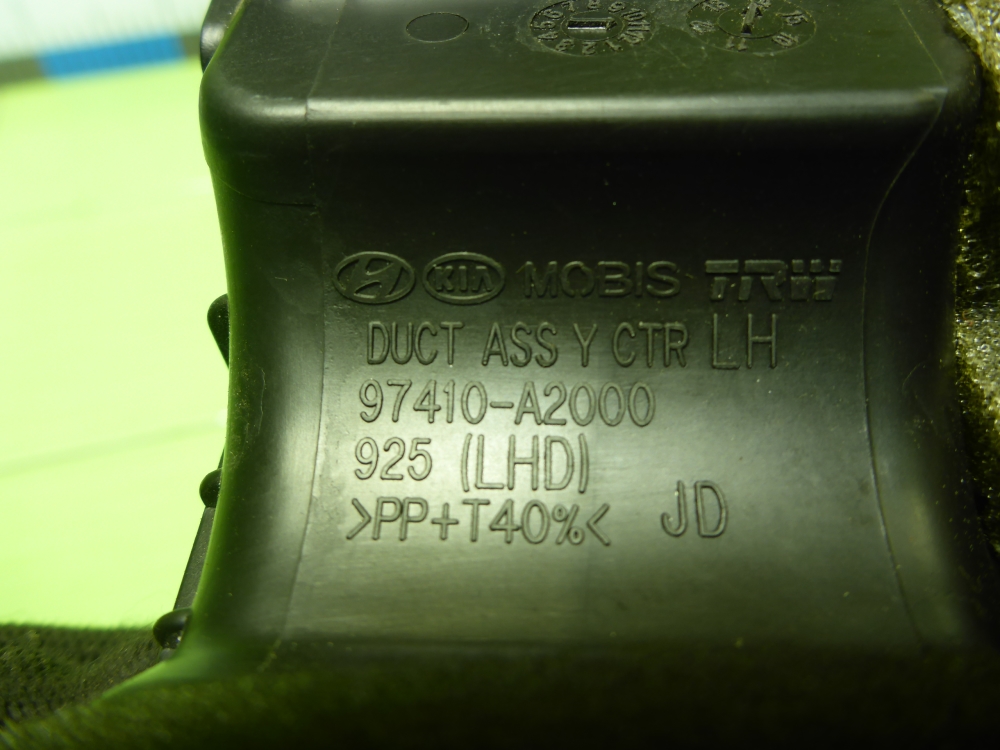 KIA MOBIS TRW
DUCT ASS Y CTR LH
97410-A2000
925 (LHD)
>PP+T40%< JD